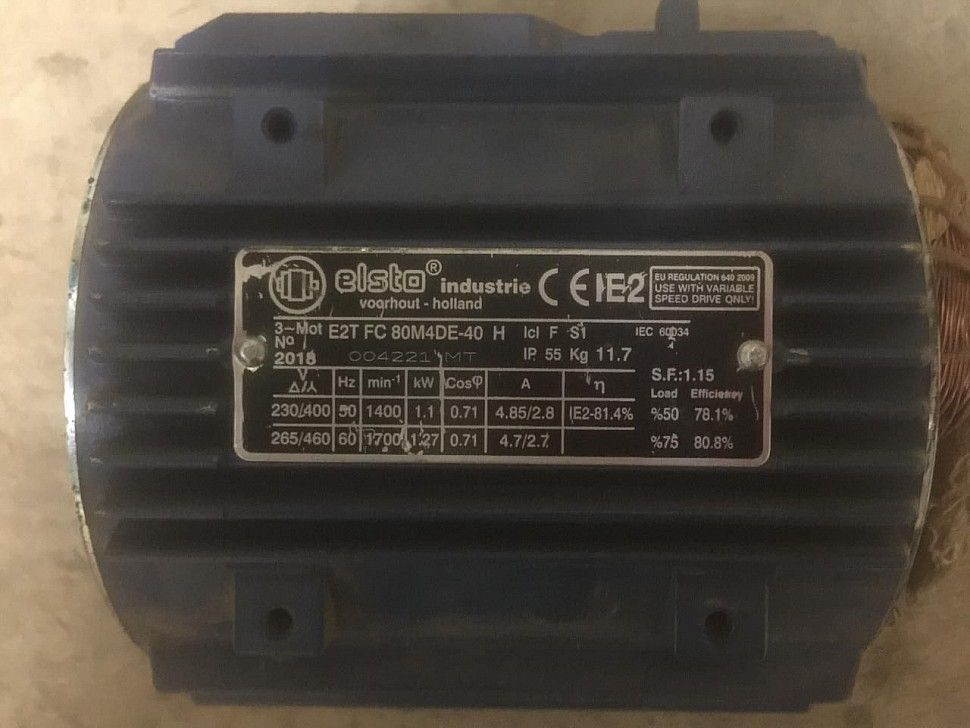 elsto® industrie CE IE2
voorhout - holland
EU REGULATION 640 2009
USE WITH VARIABLE
SPEED DRIVE ONLY!
3~Mot E2T FC 80M4DE-40 H Icl F S1 IEC 60034
Nº
2018 004221 MT IP 55 Kg 11.7
1
V Hz min⁻¹ kW Cosφ A η S.F.:1.15
Δ/⅄
Load Efficiency
230/400 50 1400 1.1 0.71 4.85/2.8 IE2-81.4% %50 78.1%
265/460 60 1700 1.27 0.71 4.7/2.7 %75 80.8%